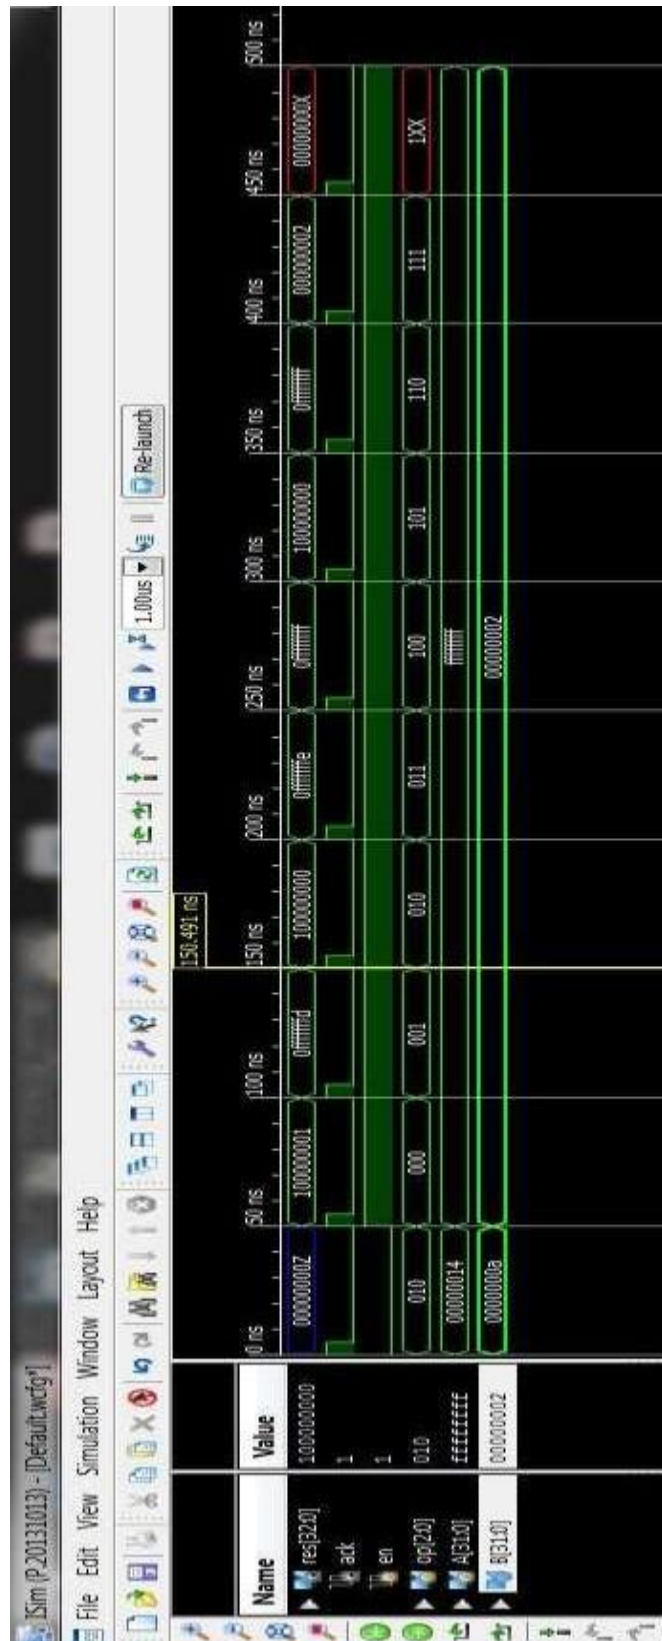 ISim (P.20131013) - [Default.wcfg*]
File Edit View Simulation Window Layout Help
1.00us Re-launch
150.491 ns
Name Value 0 ns 50 ns 100 ns 150 ns 200 ns 250 ns 300 ns 350 ns 400 ns 450 ns 500 ns
res[32:0] 100000000 00000000Z 100000001 0fffffffd 100000000 0fffffffe 0ffffffff 100000000 0ffffffff 000000002 00000000X
ack 1
en 1
op[2:0] 010 010 000 001 010 011 100 101 110 111 1XX
A[31:0] ffffffff 00000014 ffffffff
B[31:0] 00000002 0000000a 00000002